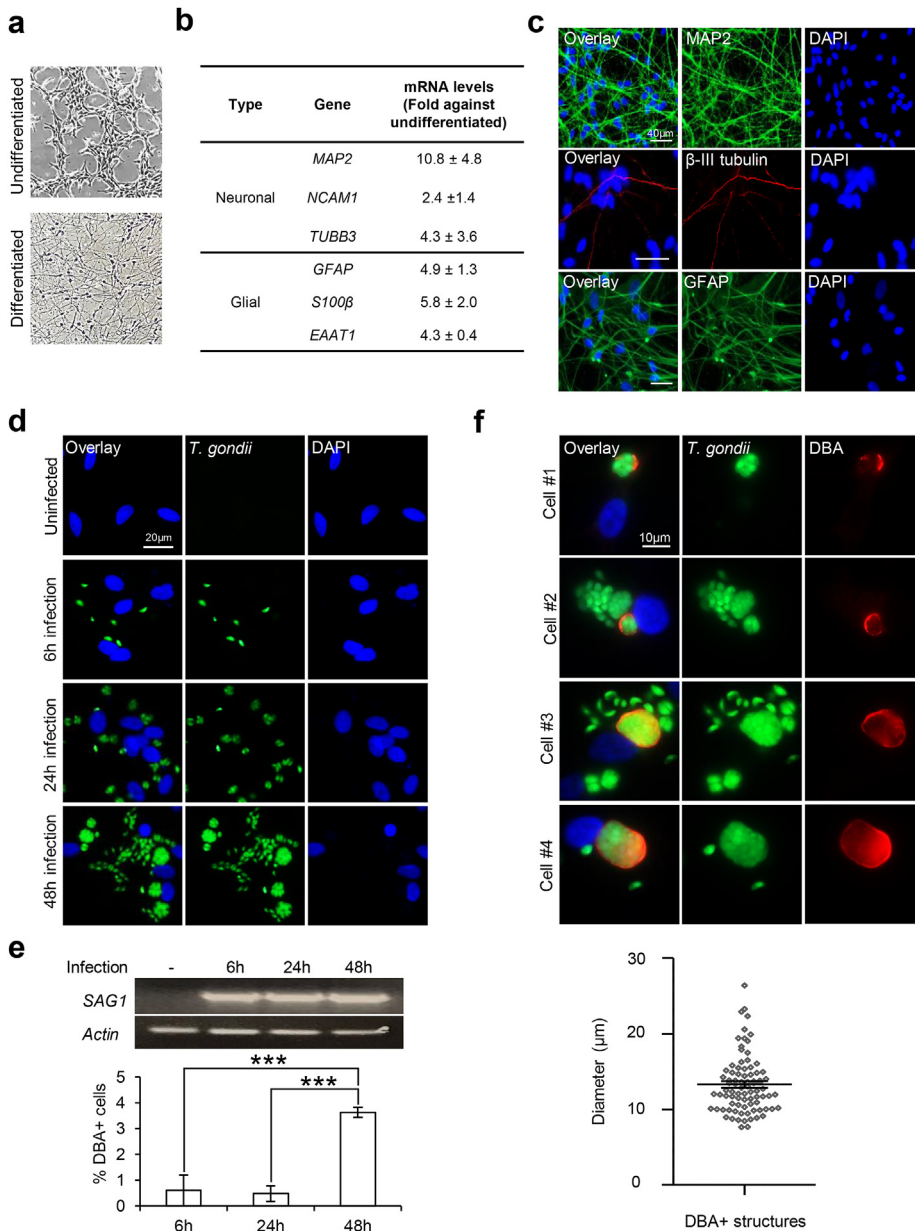 a
Undifferentiated
Differentiated
b
Type Gene mRNA levels
(Fold against
undifferentiated)
MAP2 10.8 ± 4.8
Neuronal NCAM1 2.4 ±1.4
TUBB3 4.3 ± 3.6
GFAP 4.9 ± 1.3
Glial S100β 5.8 ± 2.0
EAAT1 4.3 ± 0.4
c
Overlay MAP2 DAPI
40µm
Overlay β-III tubulin DAPI
Overlay GFAP DAPI
d
Overlay T. gondii DAPI
Uninfected
20µm
6h infection
24h infection
48h infection
e
Infection - 6h 24h 48h
SAG1
Actin
*** 
***
% DBA+ cells
5
4
3
2
1
0
6h 24h 48h
f
Overlay T. gondii DBA
Cell #1
10µm
Cell #2
Cell #3
Cell #4
Diameter (µm)
30
20
10
0
DBA+ structures